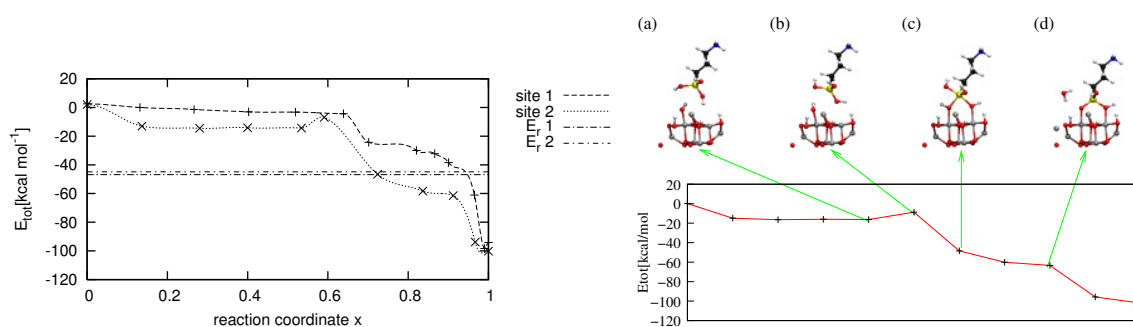 20
0
-20
-40
-60
-80
-100
-120
0
0.2
0.4
0.6
0.8
1
E_tot[kcal mol⁻¹]
reaction coordinate x
site 1
site 2
E_r 1
E_r 2
(a)
(b)
(c)
(d)
20
0
−20
−40
−60
−80
−100
−120
Etot[kcal/mol